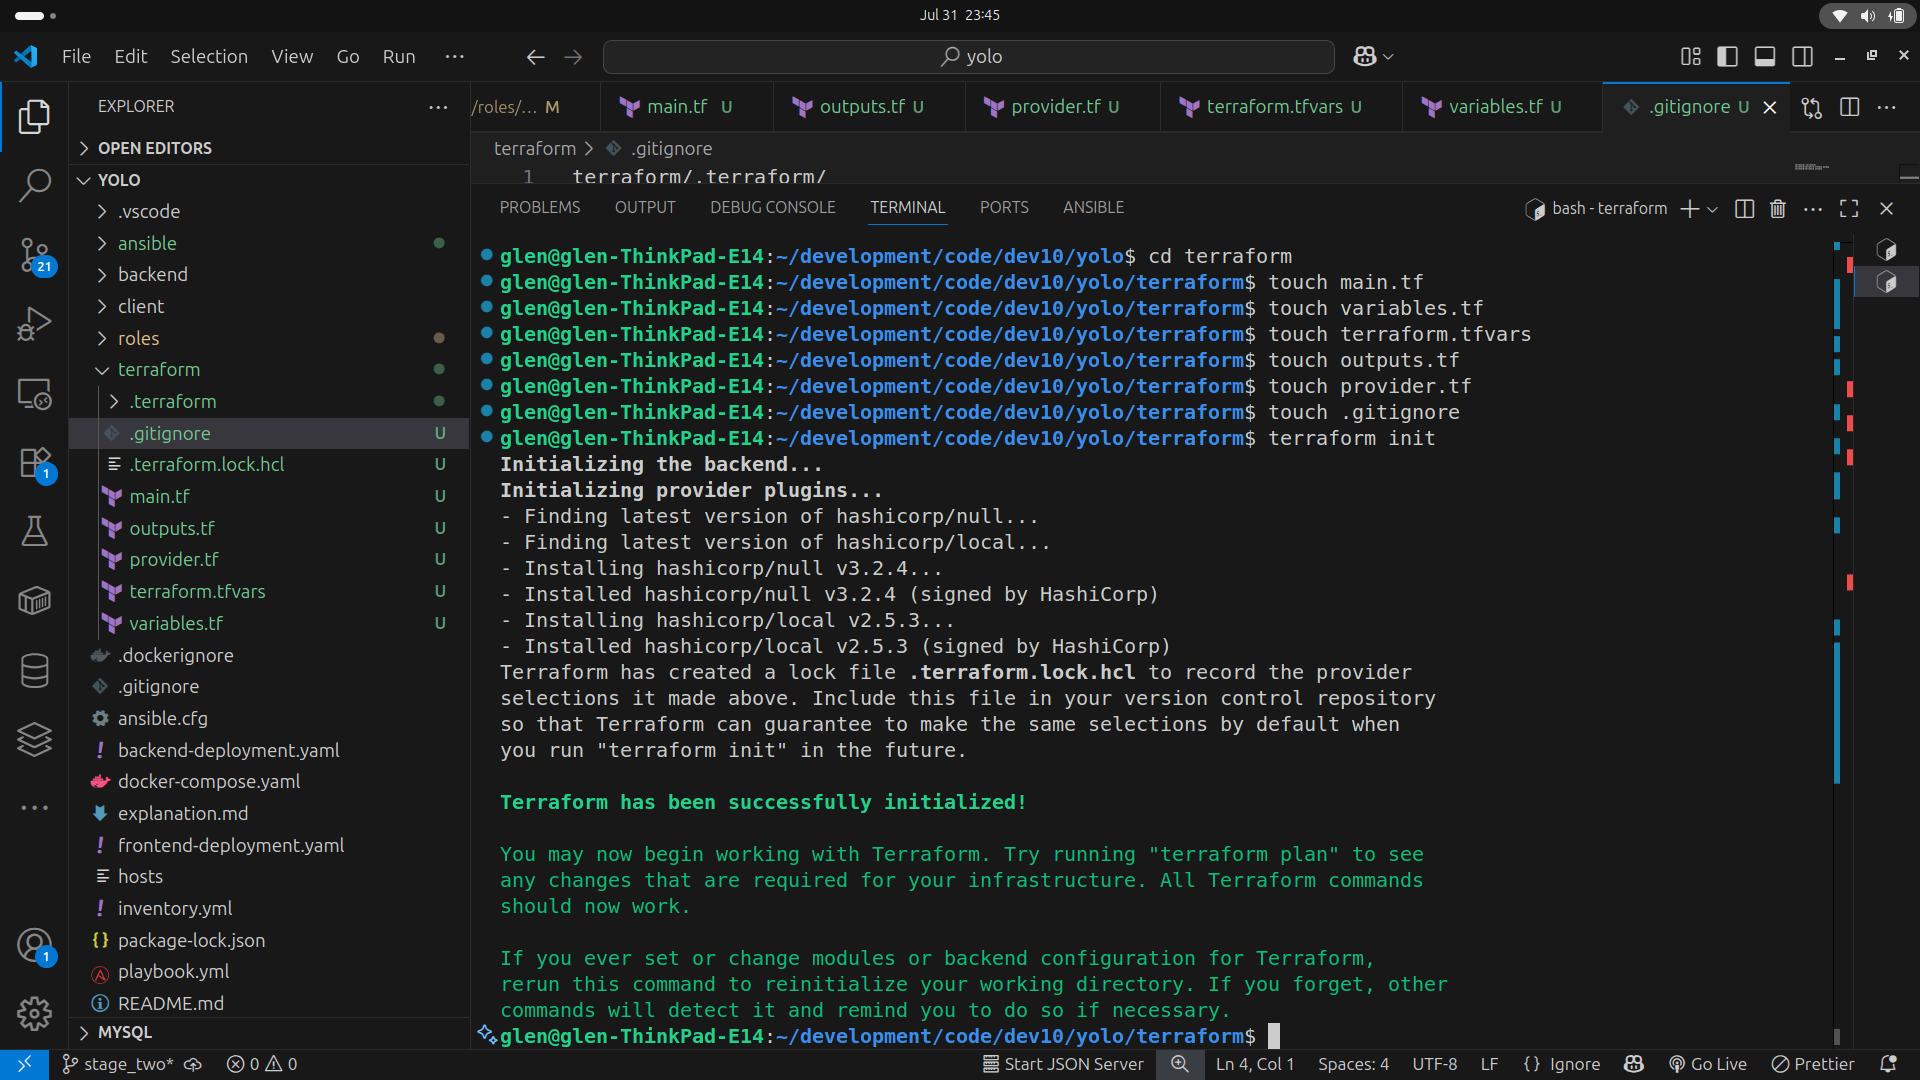 Jul 31 23:45
File Edit Selection View Go Run ···
yolo
EXPLORER
OPEN EDITORS
YOLO
.vscode
ansible
backend
client
roles
terraform
.terraform
.gitignore U
.terraform.lock.hcl U
main.tf U
outputs.tf U
provider.tf U
terraform.tfvars U
variables.tf U
.dockerignore
.gitignore
ansible.cfg
backend-deployment.yaml
docker-compose.yaml
explanation.md
frontend-deployment.yaml
hosts
inventory.yml
package-lock.json
playbook.yml
README.md
MYSQL
21
1
1
/roles/... M main.tf U outputs.tf U provider.tf U terraform.tfvars U variables.tf U .gitignore U
terraform > .gitignore
1 terraform/.terraform/
PROBLEMS OUTPUT DEBUG CONSOLE TERMINAL PORTS ANSIBLE bash - terraform
glen@glen-ThinkPad-E14:~/development/code/dev10/yolo$ cd terraform
glen@glen-ThinkPad-E14:~/development/code/dev10/yolo/terraform$ touch main.tf
glen@glen-ThinkPad-E14:~/development/code/dev10/yolo/terraform$ touch variables.tf
glen@glen-ThinkPad-E14:~/development/code/dev10/yolo/terraform$ touch terraform.tfvars
glen@glen-ThinkPad-E14:~/development/code/dev10/yolo/terraform$ touch outputs.tf
glen@glen-ThinkPad-E14:~/development/code/dev10/yolo/terraform$ touch provider.tf
glen@glen-ThinkPad-E14:~/development/code/dev10/yolo/terraform$ touch .gitignore
glen@glen-ThinkPad-E14:~/development/code/dev10/yolo/terraform$ terraform init
Initializing the backend...
Initializing provider plugins...
- Finding latest version of hashicorp/null...
- Finding latest version of hashicorp/local...
- Installing hashicorp/null v3.2.4...
- Installed hashicorp/null v3.2.4 (signed by HashiCorp)
- Installing hashicorp/local v2.5.3...
- Installed hashicorp/local v2.5.3 (signed by HashiCorp)
Terraform has created a lock file .terraform.lock.hcl to record the provider
selections it made above. Include this file in your version control repository
so that Terraform can guarantee to make the same selections by default when
you run "terraform init" in the future.
Terraform has been successfully initialized!
You may now begin working with Terraform. Try running "terraform plan" to see
any changes that are required for your infrastructure. All Terraform commands
should now work.
If you ever set or change modules or backend configuration for Terraform,
rerun this command to reinitialize your working directory. If you forget, other
commands will detect it and remind you to do so if necessary.
glen@glen-ThinkPad-E14:~/development/code/dev10/yolo/terraform$
stage_two* 0 0 Start JSON Server Ln 4, Col 1 Spaces: 4 UTF-8 LF {} Ignore Go Live Prettier